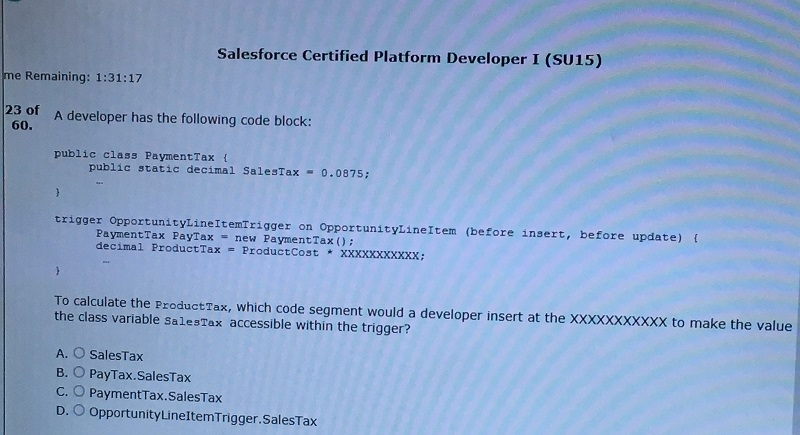 Salesforce Certified Platform Developer I (SU15)
me Remaining: 1:31:17
23 of
60.
A developer has the following code block:
public class PaymentTax {
public static decimal SalesTax = 0.0875;
…
}
trigger OpportunityLineItemTrigger on OpportunityLineItem (before insert, before update) {
PaymentTax PayTax = new PaymentTax();
decimal ProductTax = ProductCost * XXXXXXXXXXX;
…
}
To calculate the ProductTax, which code segment would a developer insert at the XXXXXXXXXXX to make the value
the class variable SalesTax accessible within the trigger?
A. SalesTax
B. PayTax.SalesTax
C. PaymentTax.SalesTax
D. OpportunityLineItemTrigger.SalesTax